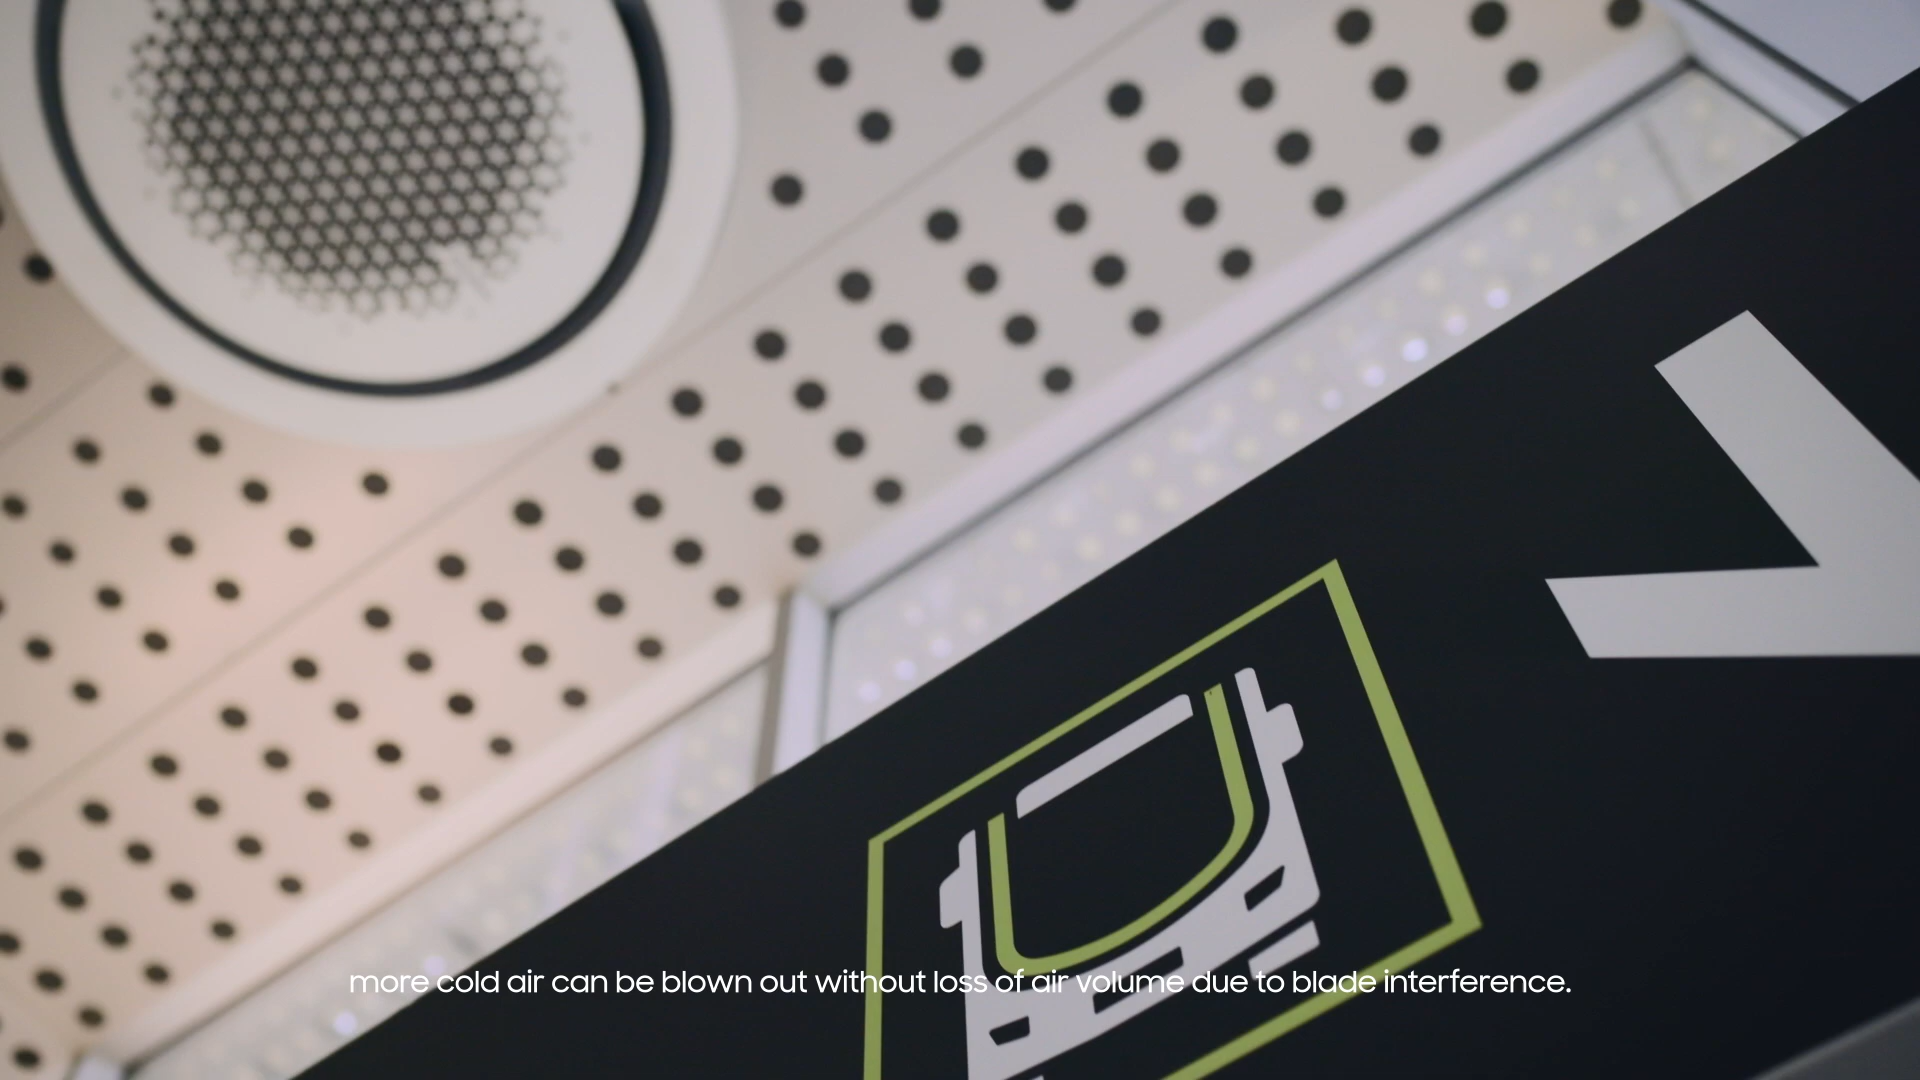 more cold air can be blown out without loss of air volume due to blade interference.